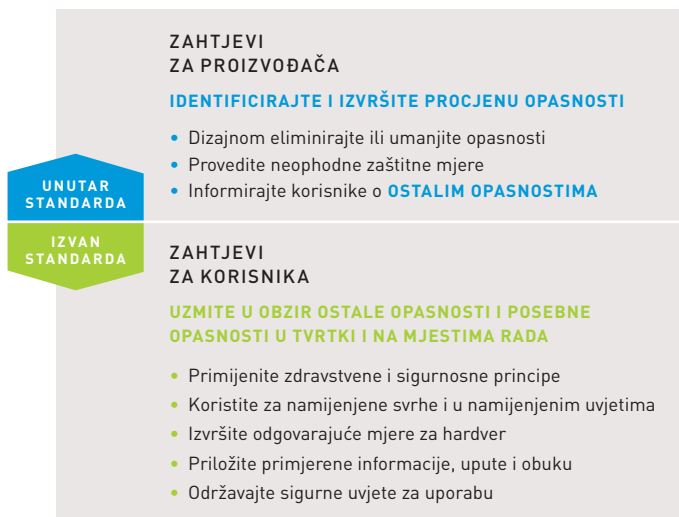 ZAHTJEVI
ZA PROIZVOĐAČA
IDENTIFICIRAJTE I IZVRŠITE PROCJENU OPASNOSTI
• Dizajnom eliminirajte ili umanjite opasnosti
• Provedite neophodne zaštitne mjere
• Informirajte korisnike o OSTALIM OPASNOSTIMA
UNUTAR
STANDARDA
IZVAN
STANDARDA
ZAHTJEVI
ZA KORISNIKA
UZMITE U OBZIR OSTALE OPASNOSTI I POSEBNE
OPASNOSTI U TVRTKI I NA MJESTIMA RADA
• Primijenite zdravstvene i sigurnosne principe
• Koristite za namijenjene svrhe i u namijenjenim uvjetima
• Izvršite odgovarajuće mjere za hardver
• Priložite primjerene informacije, upute i obuku
• Održavajte sigurne uvjete za uporabu